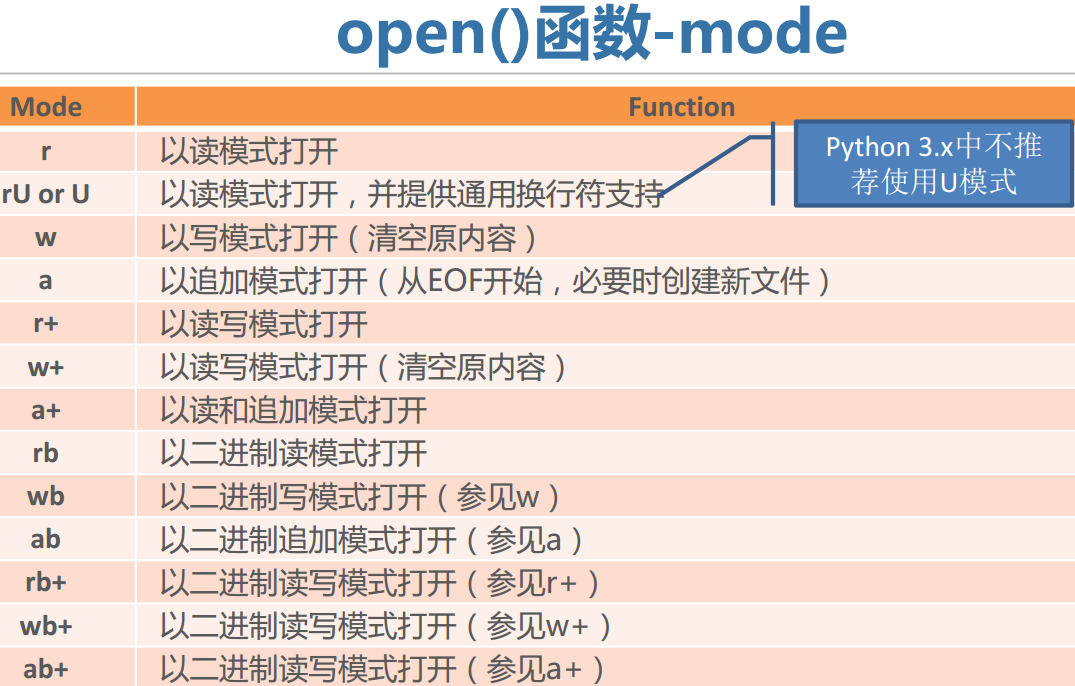 open()函数-mode
Mode Function
r 以读模式打开
rU or U 以读模式打开，并提供通用换行符支持
Python 3.x中不推
荐使用U模式
w 以写模式打开（清空原内容）
a 以追加模式打开（从EOF开始，必要时创建新文件）
r+ 以读写模式打开
w+ 以读写模式打开（清空原内容）
a+ 以读和追加模式打开
rb 以二进制读模式打开
wb 以二进制写模式打开（参见w）
ab 以二进制追加模式打开（参见a）
rb+ 以二进制读写模式打开（参见r+）
wb+ 以二进制读写模式打开（参见w+）
ab+ 以二进制读写模式打开（参见a+）